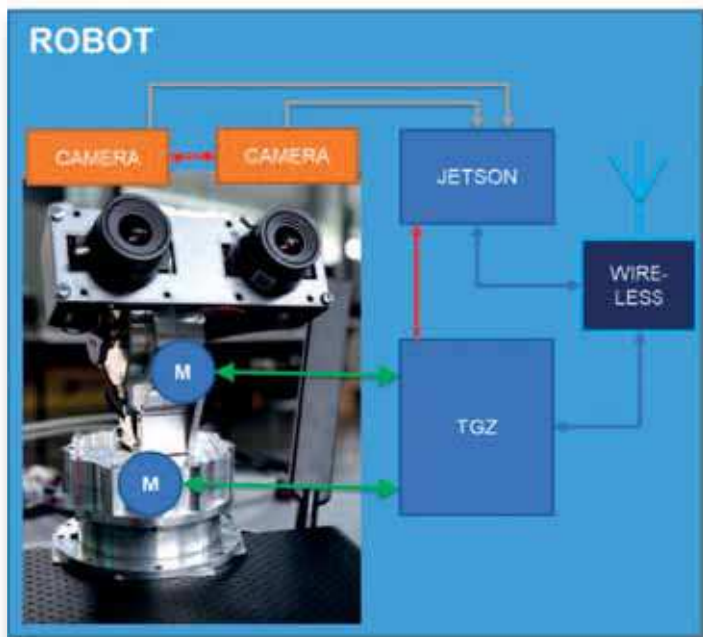 ROBOT
CAMERA
CAMERA
JETSON
WIRE-
LESS
M
TGZ
M